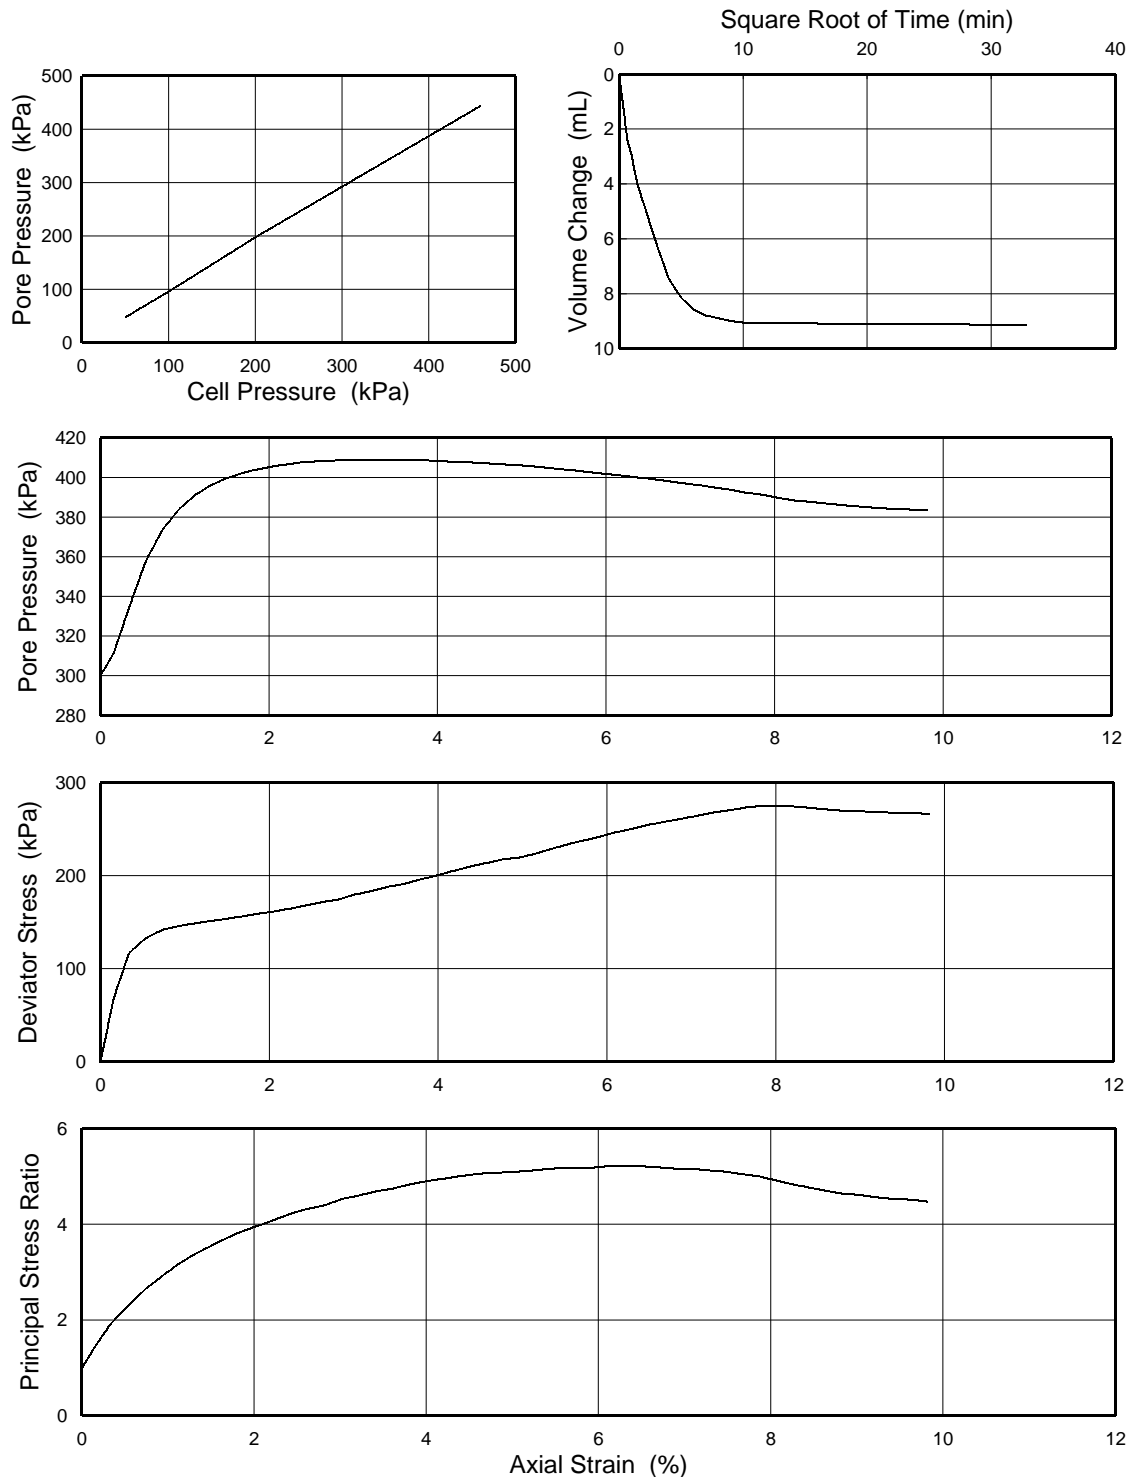 Square Root of Time (min)
0 10 20 30 40
0
2
4
6
8
10
Volume Change (mL)
500
400
300
200
100
0
Pore Pressure (kPa)
0 100 200 300 400 500
Cell Pressure (kPa)
420
400
380
360
340
320
300
280
Pore Pressure (kPa)
0 2 4 6 8 10 12
300
200
100
0
Deviator Stress (kPa)
0 2 4 6 8 10 12
6
4
2
0
Principal Stress Ratio
0 2 4 6 8 10 12
Axial Strain (%)